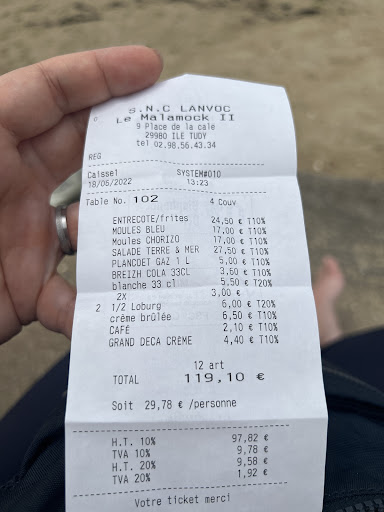 S.N.C LANVOC
Le Malamock II
9 Place de la cale
29980 ILE TUDY
tel 02.98.56.43.34
REG
Caisse1 SYSTEM#010
18/05/2022 13:23
Table No. 102 4 Couv
ENTRECOTE/frites 24,50 € T10%
MOULES BLEU 17,00 € T10%
Moules CHORIZO 17,00 € T10%
SALADE TERRE & MER 27,50 € T10%
PLANCOET GAZ 1 L 5,00 € T10%
BREIZH COLA 33CL 3,60 € T10%
blanche 33 cl 5,50 € T20%
2X 3,00 €
2 1/2 Loburg 6,00 € T20%
crème brûlée 6,50 € T10%
CAFÉ 2,10 € T10%
GRAND DECA CRÈME 4,40 € T10%
12 art
TOTAL 119,10 €
Soit 29,78 € /personne
H.T. 10% 97,82 €
TVA 10% 9,78 €
H.T. 20% 9,58 €
TVA 20% 1,92 €
Votre ticket merci